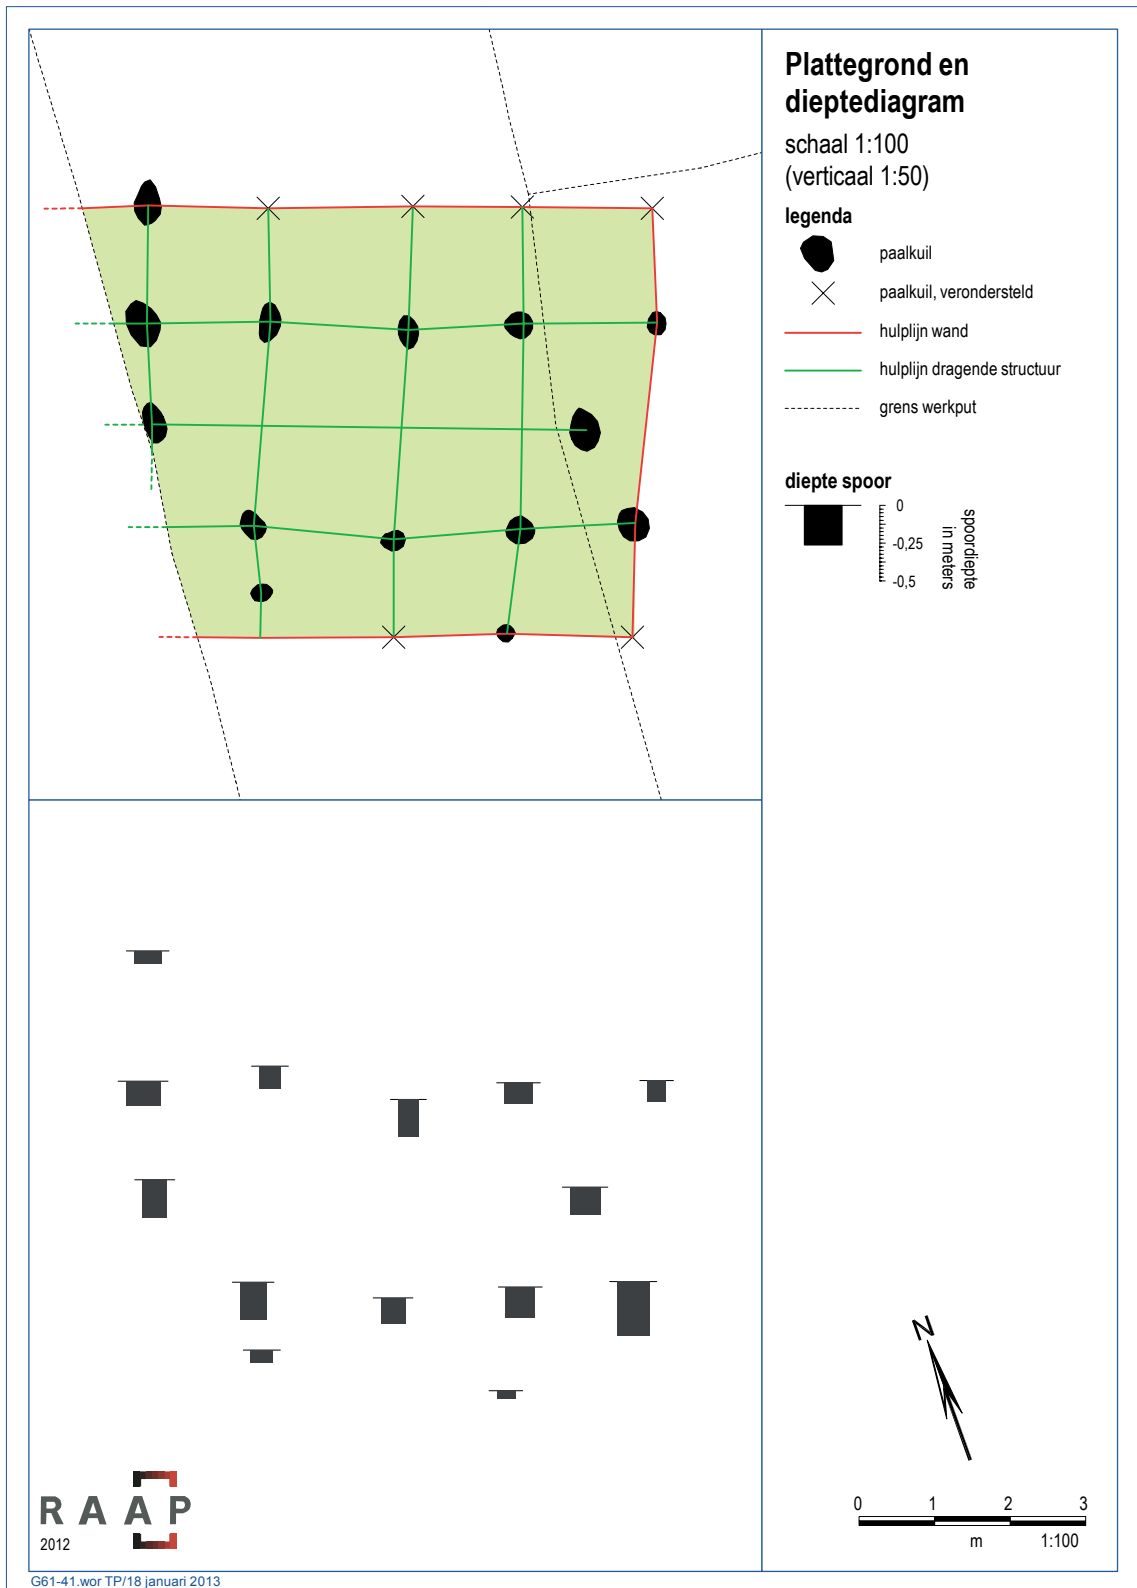 Plattegrond en
dieptediagram
schaal 1:100
(verticaal 1:50)
legenda
paalkuil
paalkuil, verondersteld
hulplijn wand
hulplijn dragende structuur
grens werkput
diepte spoor
0
-0,25
-0,5
spoordiepte
in meters
N
0 1 2 3
m 1:100
RAAP
2012
G61-41.wor TP/18 januari 2013